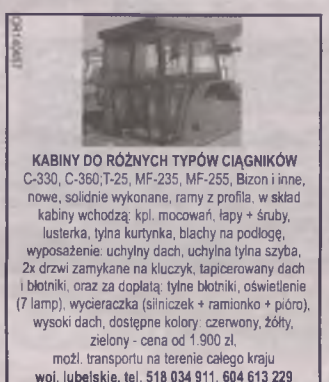 KABINY DO RÓŻNYCH TYPÓW CIĄGNIKÓW
C-330, C-360;T-25, MF-235, MF-255, Bizon i inne,
nowe, solidnie wykonane, ramy z profila, w skład
kabiny wchodzą: kpl. mocowań, łapy + śruby,
lusterka, tylna kurtynka, blachy na podłogę,
wyposażenie: uchylny dach, uchylna tylna szyba,
2x drzwi zamykane na kluczyk, tapicerowany dach
i błotniki, oraz za dopłatą: tylne błotniki, oświetlenie
(7 lamp), wycieraczka (silniczek + ramionko + pióro),
wysoki dach, dostępne kolory: czerwony, żółty,
zielony - cena od 1.900 zł,
możl. transportu na terenie całego kraju
woj. lubelskie, tel. 518 034 911, 604 613 229